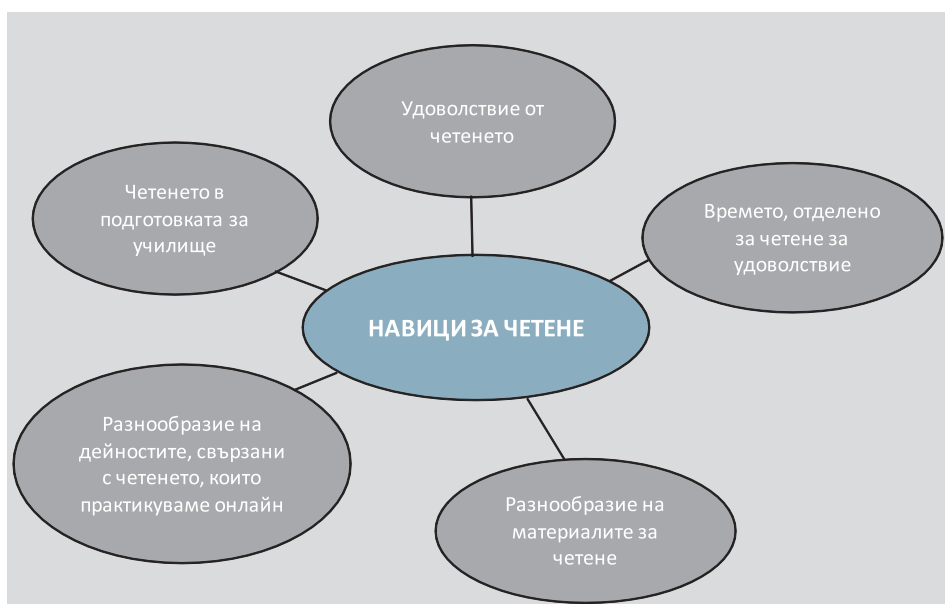 Удоволствие от
четенето
Четенето в
подготовката за
училище
Времето, отделено
за четене за
удоволствие
НАВИЦИ ЗА ЧЕТЕНЕ
Разнообразие на
дейностите, свързани
с четенето, които
практикуваме онлайн
Разнообразие на
материалите за
четене